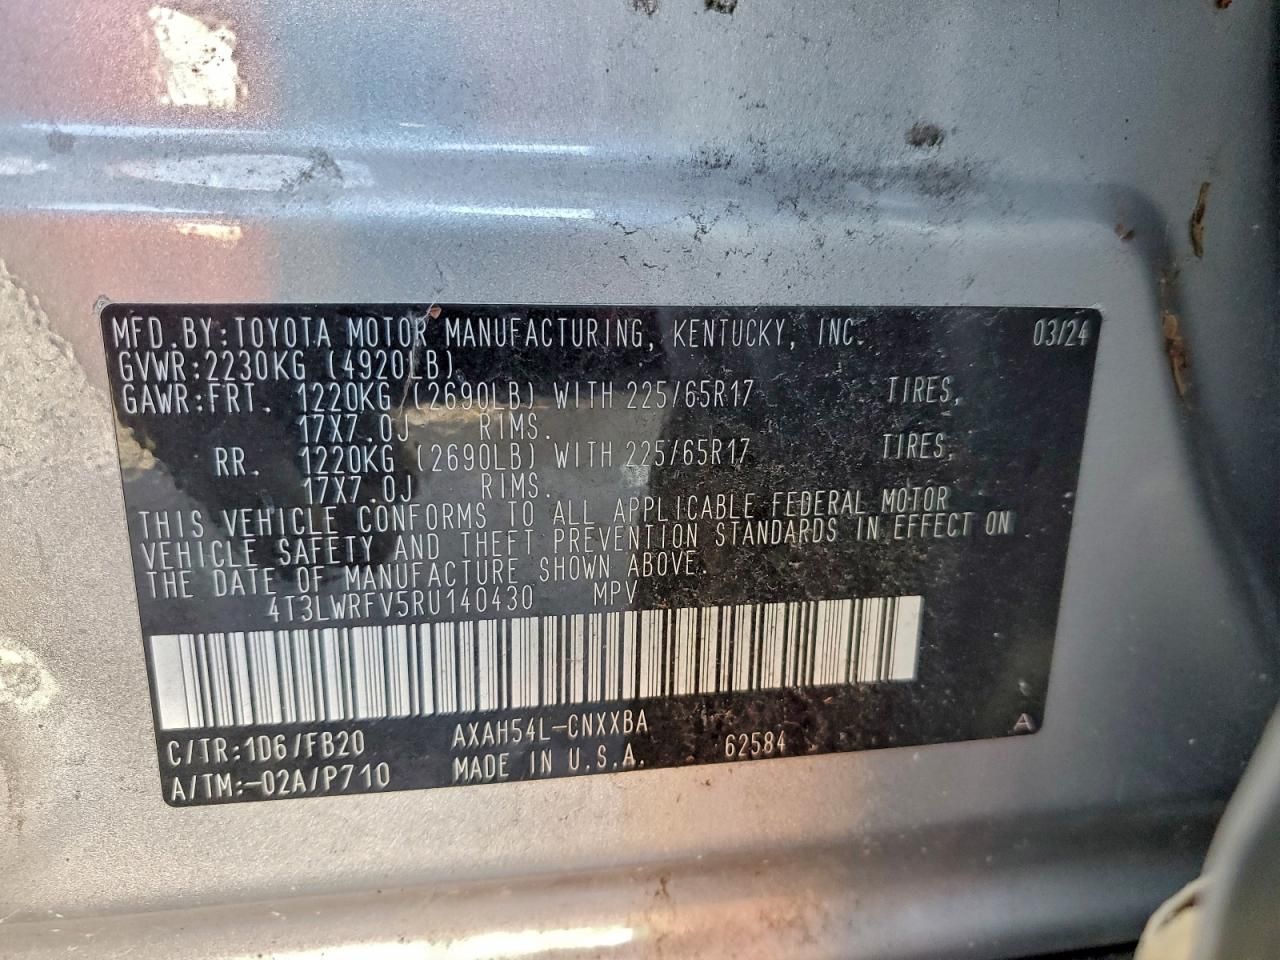 MFD.BY:TOYOTA MOTOR MANUFACTURING, KENTUCKY, INC. 03/24
GVWR:2230KG (4920LB)
GAWR:FRT. 1220KG (2690LB) WITH 225/65R17 TIRES,
17X7.0J RIMS.
RR. 1220KG (2690LB) WITH 225/65R17 TIRES,
17X7.0J RIMS.
THIS VEHICLE CONFORMS TO ALL APPLICABLE FEDERAL MOTOR
VEHICLE SAFETY AND THEFT PREVENTION STANDARDS IN EFFECT ON
THE DATE OF MANUFACTURE SHOWN ABOVE.
4T3LWRFV5RU140430 MPV
C/TR:1D6/FB20 AXAH54L-CNXXBA A
A/TM:-02A/P710 MADE IN U.S.A. 62584